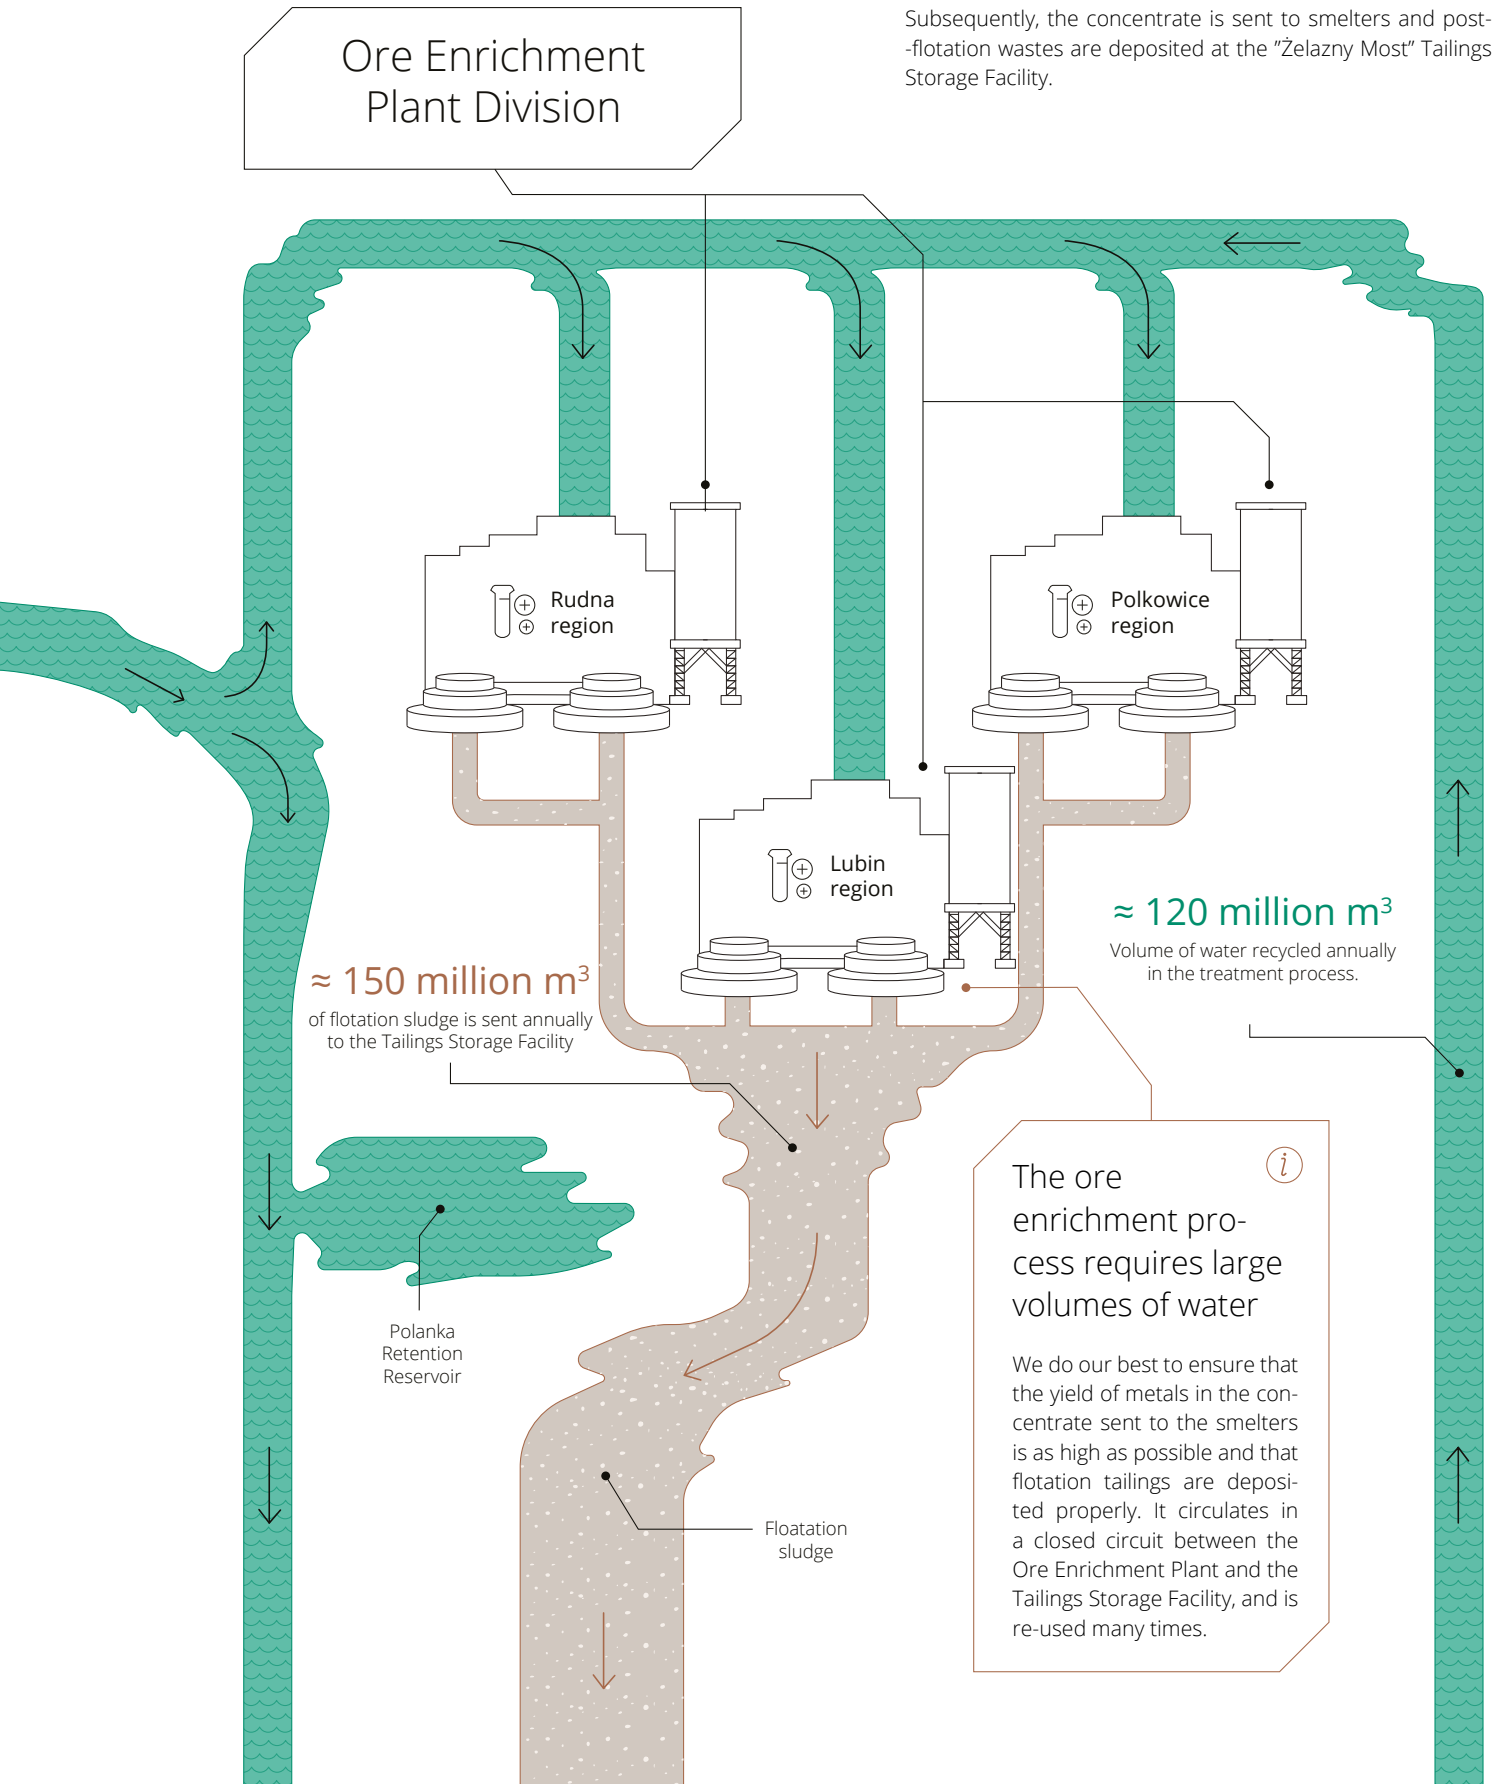 Subsequently, the concentrate is sent to smelters and post-
-flotation wastes are deposited at the ”Żelazny Most” Tailings
Storage Facility.
Ore Enrichment
Plant Division
Rudna
region
Polkowice
region
Lubin
region
≈ 120 million m³
Volume of water recycled annually
in the treatment process.
≈ 150 million m³
of flotation sludge is sent annually
to the Tailings Storage Facility
i
The ore
enrichment pro-
cess requires large
volumes of water
We do our best to ensure that
the yield of metals in the con-
centrate sent to the smelters
is as high as possible and that
flotation tailings are deposi-
ted properly. It circulates in
a closed circuit between the
Ore Enrichment Plant and the
Tailings Storage Facility, and is
re-used many times.
Polanka
Retention
Reservoir
Floatation
sludge